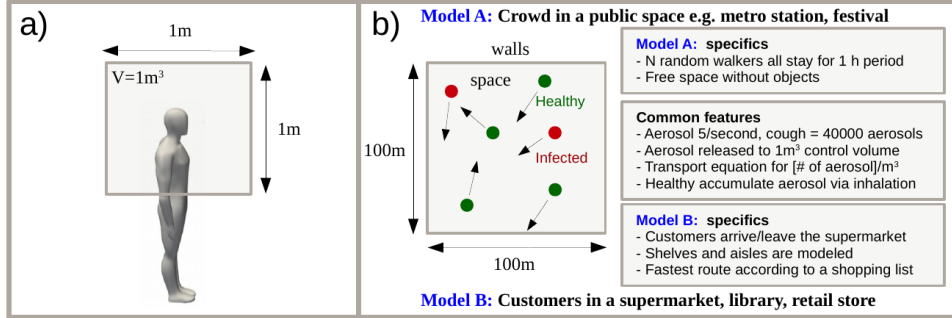 a)
1m
V=1m³
1m
b)
Model A: Crowd in a public space e.g. metro station, festival
walls
space
Healthy
Infected
100m
100m
Model A: specifics
- N random walkers all stay for 1 h period
- Free space without objects
Common features
- Aerosol 5/second, cough = 40000 aerosols
- Aerosol released to 1m³ control volume
- Transport equation for [# of aerosol]/m³
- Healthy accumulate aerosol via inhalation
Model B: specifics
- Customers arrive/leave the supermarket
- Shelves and aisles are modeled
- Fastest route according to a shopping list
Model B: Customers in a supermarket, library, retail store